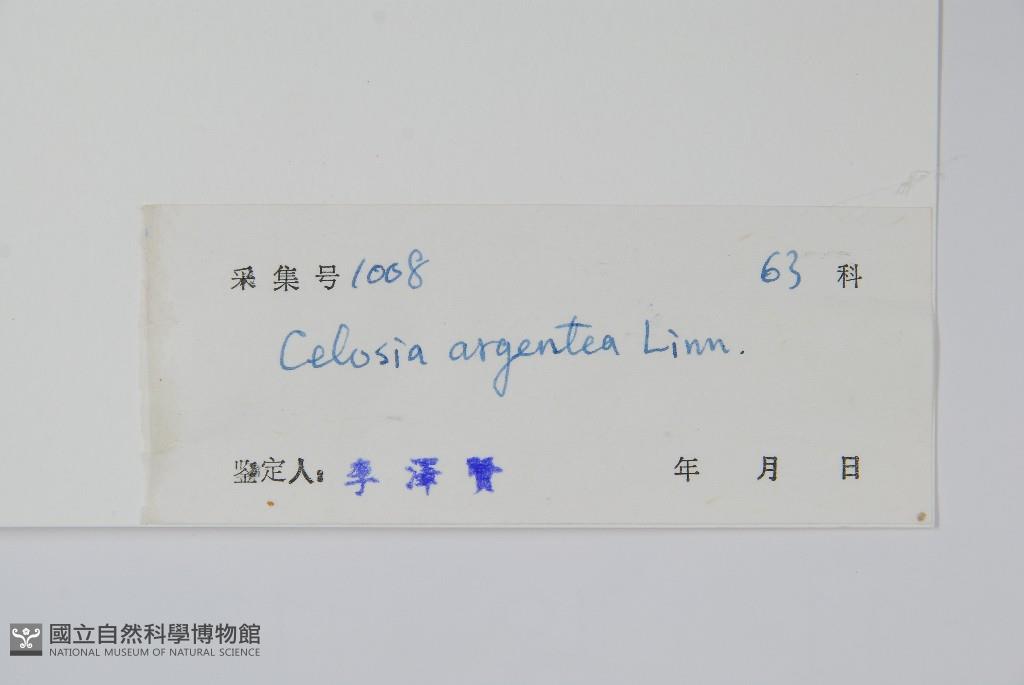 采集号 1008 63 科
Celosia argentea Linn.
鉴定人: 李澤賢 年 月 日
國立自然科學博物館
NATIONAL MUSEUM OF NATURAL SCIENCE